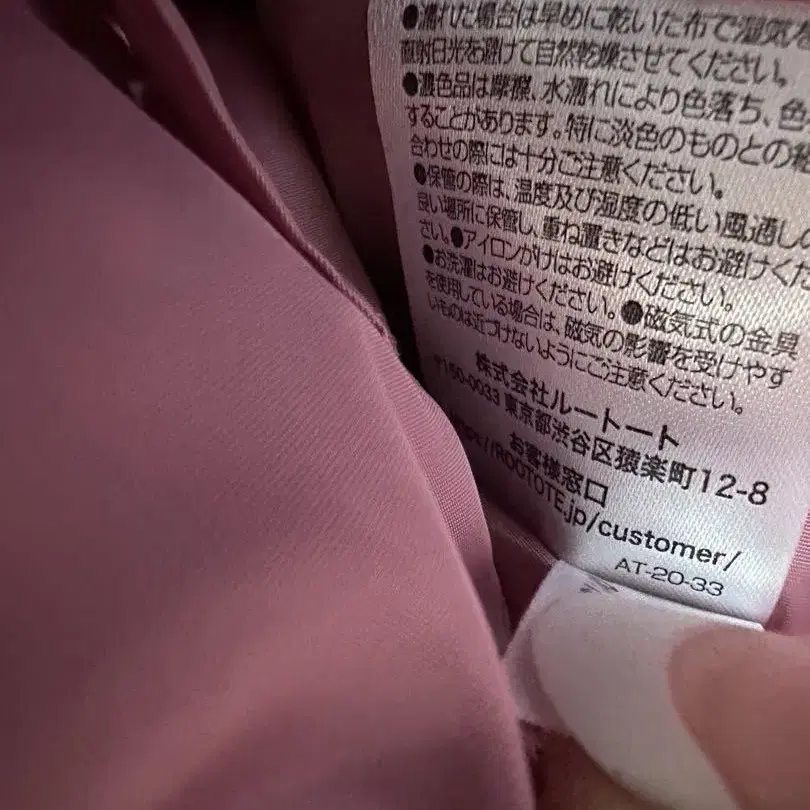 ●濡れた場合は早めに乾いた布で湿気を
直射日光を避けて自然乾燥させてください。
●濃色品は摩擦、水濡れにより色落ち、色
することがあります。特に淡色のものとの組
合わせの際には十分ご注意ください。
●保管の際は、温度及び湿度の低い風通し
良い場所に保管し、重ね置きなどはお避けくだ
さい。●アイロンがけはお避けください。
●お洗濯はお避けください。●磁気式の金具
を使用している場合は、磁気の影響を受けやす
いものは近づけないようにご注意ください。
株式会社ルートート
〒150-0033 東京都渋谷区猿楽町12-8
お客様窓口
//ROOTOTE.jp/customer/
AT-20-33